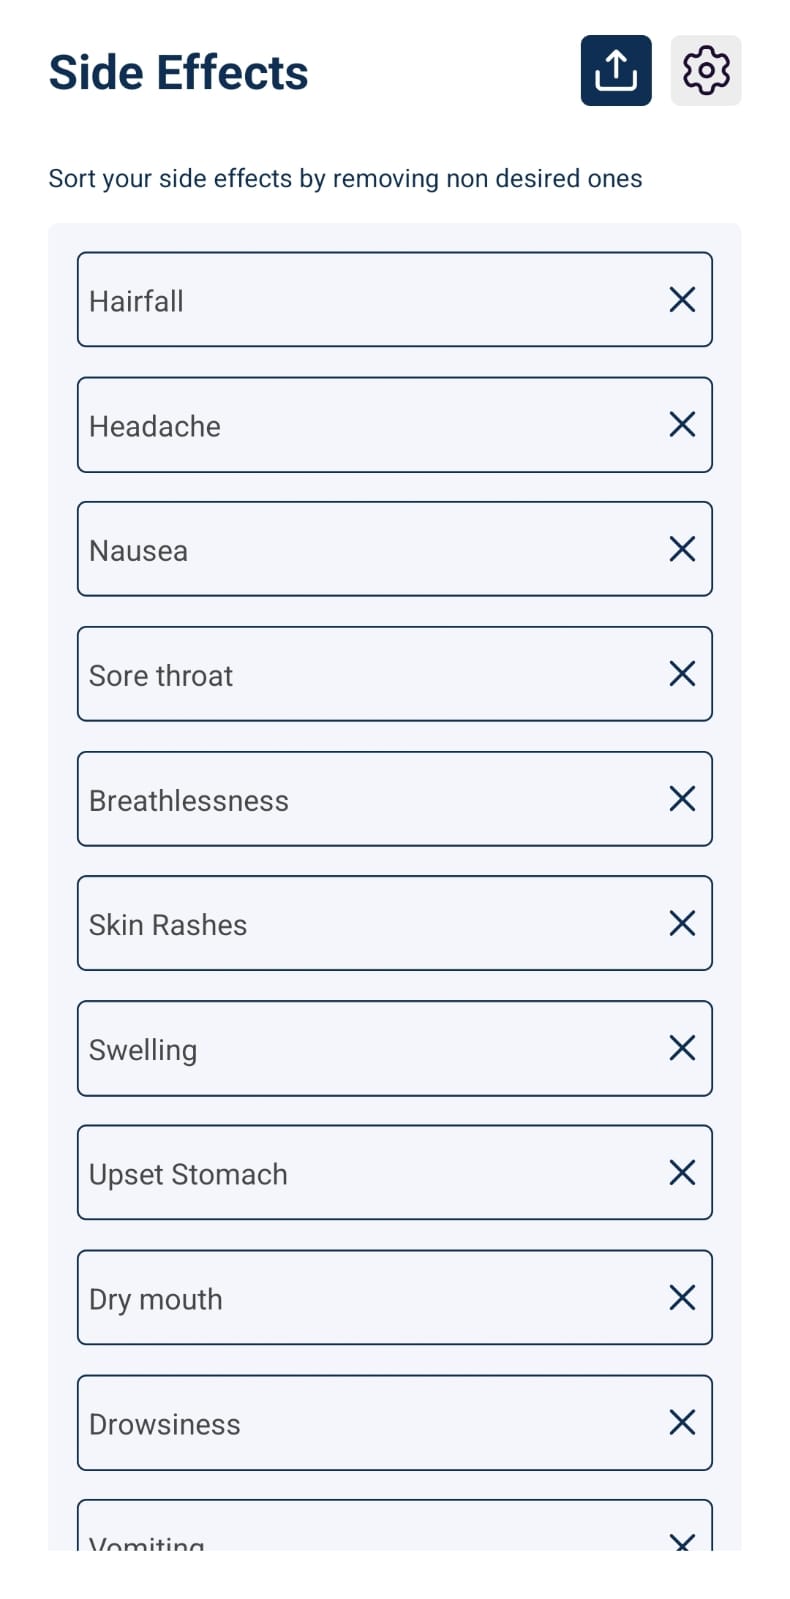 Side Effects
Sort your side effects by removing non desired ones
Hairfall
Headache
Nausea
Sore throat
Breathlessness
Skin Rashes
Swelling
Upset Stomach
Dry mouth
Drowsiness
Vomiting